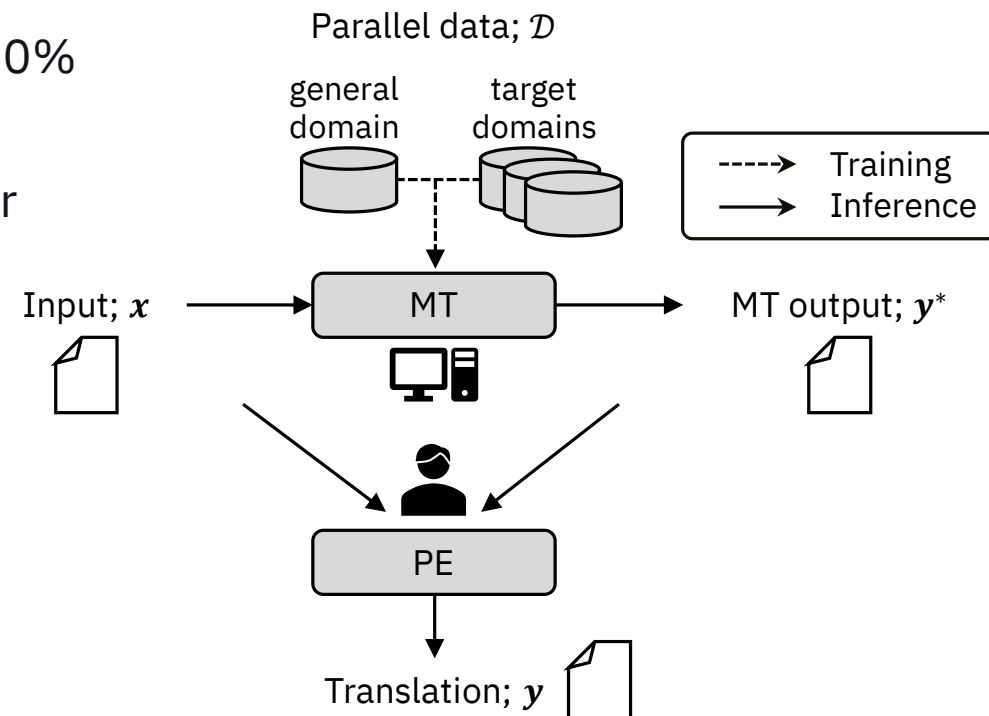 0%
r
Parallel data; 𝒟
general
domain
target
domains
Training
Inference
Input; x
MT
MT output; y*
PE
Translation; y